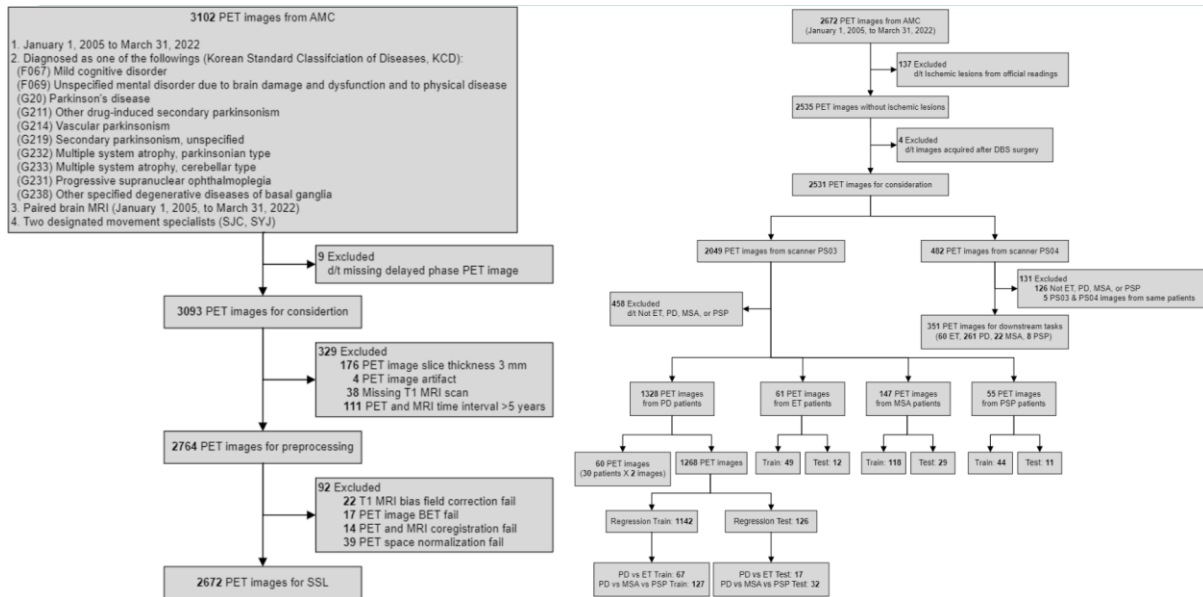 3102 PET images from AMC
1. January 1, 2005 to March 31, 2022
2. Diagnosed as one of the followings (Korean Standard Classifciation of Diseases, KCD):
(F067) Mild cognitive disorder
(F069) Unspecified mental disorder due to brain damage and dysfunction and to physical disease
(G20) Parkinson's disease
(G211) Other drug-induced secondary parkinsonism
(G214) Vascular parkinsonism
(G219) Secondary parkinsonism, unspecified
(G232) Multiple system atrophy, parkinsonian type
(G233) Multiple system atrophy, cerebellar type
(G231) Progressive supranuclear ophthalmoplegia
(G238) Other specified degenerative diseases of basal ganglia
3. Paired brain MRI (January 1, 2005, to March 31, 2022)
4. Two designated movement specialists (SJC, SYJ)
9 Excluded
d/t missing delayed phase PET image
3093 PET images for considertion
329 Excluded
176 PET image slice thickness 3 mm
4 PET image artifact
38 Missing T1 MRI scan
111 PET and MRI time interval >5 years
2764 PET images for preprocessing
92 Excluded
22 T1 MRI bias field correction fail
17 PET image BET fail
14 PET and MRI coregistration fail
39 PET space normalization fail
2672 PET images for SSL
2672 PET images from AMC
(January 1, 2005, to March 31, 2022)
137 Excluded
d/t Ischemic lesions from official readings
2535 PET images without ischemic lesions
4 Excluded
d/t images acquired after DBS surgery
2531 PET images for consideration
2049 PET images from scanner PS03
482 PET images from scanner PS04
458 Excluded
d/t Not ET, PD, MSA, or PSP
131 Excluded
126 Not ET, PD, MSA, or PSP
5 PS03 & PS04 images from same patients
351 PET images for downstream tasks
(60 ET, 261 PD, 22 MSA, 8 PSP)
1328 PET images
from PD patients
61 PET images
from ET patients
147 PET images
from MSA patients
55 PET images
from PSP patients
60 PET images
(30 patients X 2 images)
1268 PET images
Train: 49
Test: 12
Train: 118
Test: 29
Train: 44
Test: 11
Regression Train: 1142
Regression Test: 126
PD vs ET Train: 67
PD vs MSA vs PSP Train: 127
PD vs ET Test: 17
PD vs MSA vs PSP Test: 32